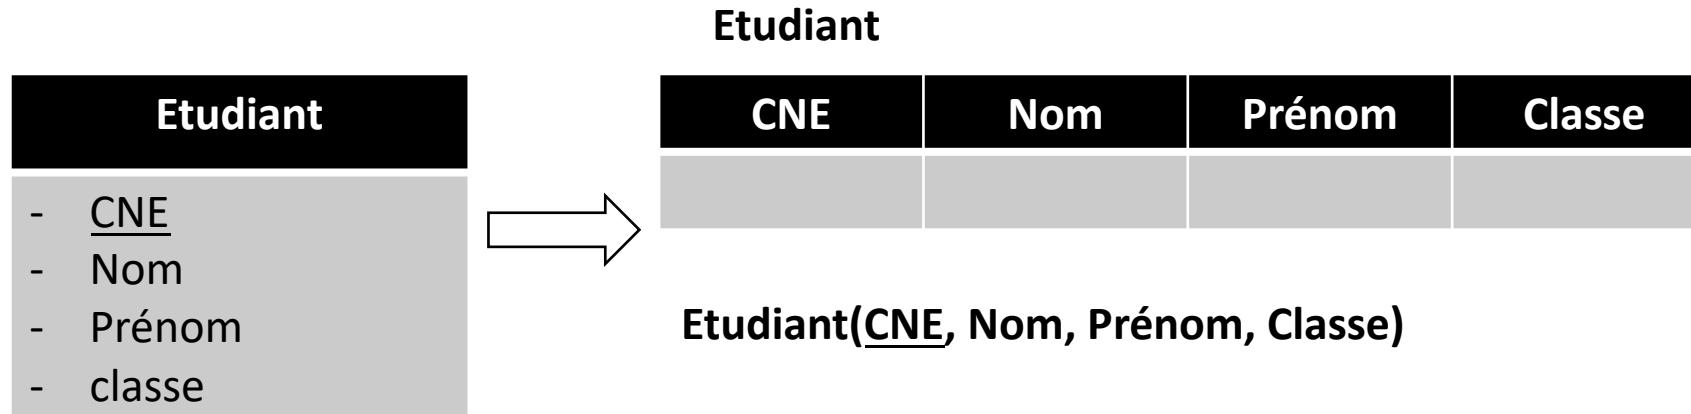 Etudiant
Etudiant
- CNE
- Nom
- Prénom
- classe
CNE Nom Prénom Classe
Etudiant(CNE, Nom, Prénom, Classe)